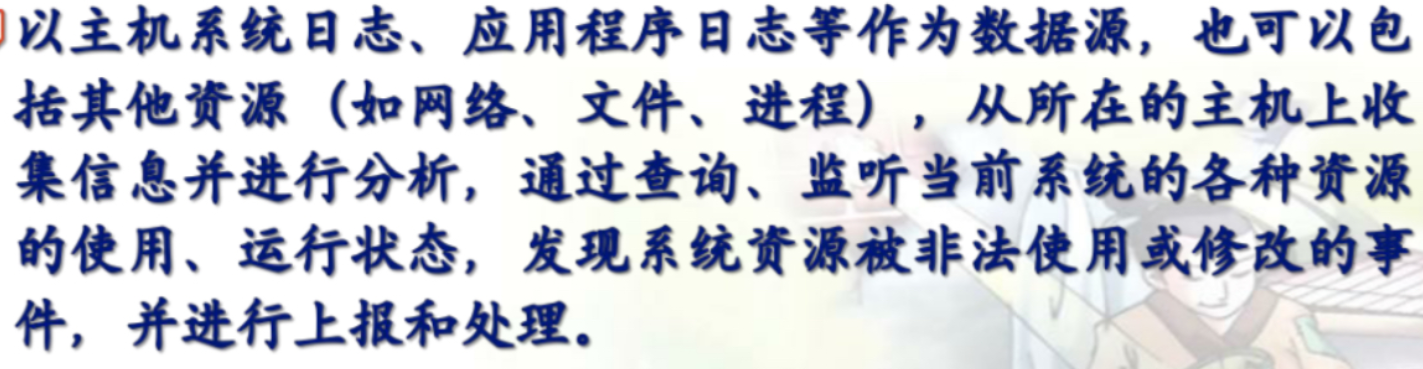 以主机系统日志、应用程序日志等作为数据源，也可以包
括其他资源（如网络、文件、进程），从所在的主机上收
集信息并进行分析，通过查询、监听当前系统的各种资源
的使用、运行状态，发现系统资源被非法使用或修改的事
件，并进行上报和处理。